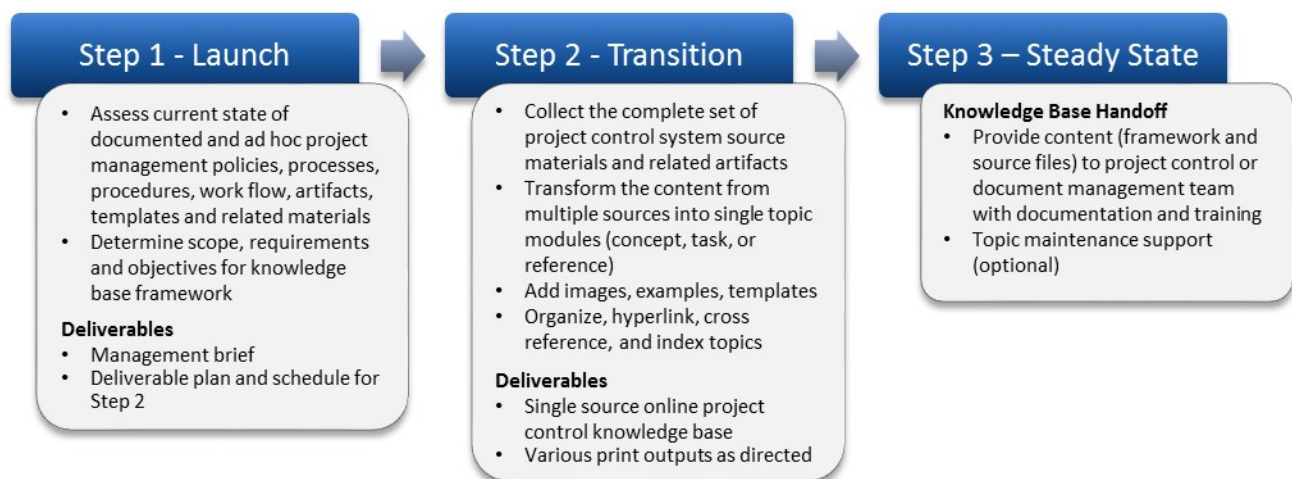 Step 1 - Launch
• Assess current state of
documented and ad hoc project
management policies, processes,
procedures, work flow, artifacts,
templates and related materials
• Determine scope, requirements
and objectives for knowledge
base framework
Deliverables
• Management brief
• Deliverable plan and schedule for
Step 2
Step 2 - Transition
• Collect the complete set of
project control system source
materials and related artifacts
• Transform the content from
multiple sources into single topic
modules (concept, task, or
reference)
• Add images, examples, templates
• Organize, hyperlink, cross
reference, and index topics
Deliverables
• Single source online project
control knowledge base
• Various print outputs as directed
Step 3 – Steady State
Knowledge Base Handoff
• Provide content (framework and
source files) to project control or
document management team
with documentation and training
• Topic maintenance support
(optional)